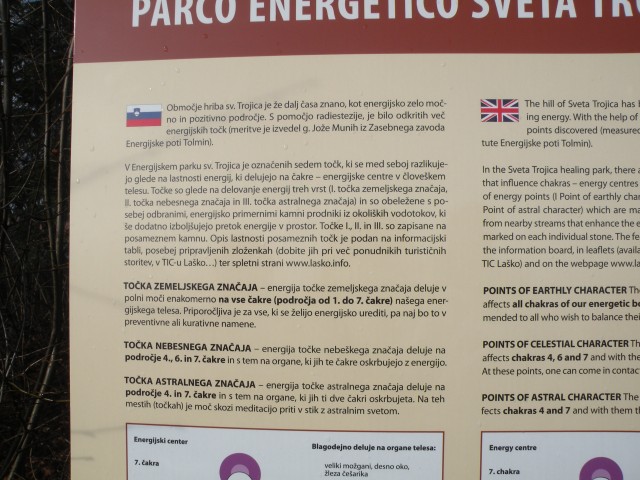 PARCO ENERGETICO SVETA TRO
Območje hriba sv. Trojica je že dalj časa znano, kot energijsko zelo moč-
no in pozitivno področje. S pomočjo radiestezije, je bilo odkritih več
energijskih točk (meritve je izvedel g. Jože Munih iz Zasebnega zavoda
Energijske poti Tolmin).
V Energijskem parku sv. Trojica je označenih sedem točk, ki se med seboj razlikuje-
jo glede na lastnosti energij, ki delujejo na čakre – energijske centre v človeškem
telesu. Točke so glede na delovanje energij treh vrst (I. točka zemeljskega značaja,
II. točka nebesnega značaja in III. točka astralnega značaja) in so obeležene s po-
sebej odbranimi, energijsko primernimi kamni prodniki iz okoliških vodotokov, ki
še dodatno izboljšujejo pretok energije v prostor. Točke I., II. in III. so zapisane na
posameznem kamnu. Opis lastnosti posameznih točk je podan na informacijski
tabli, posebej pripravljenih zloženkah (dobite jih pri več ponudnikih turističnih
storitev, v TIC-u Laško...) ter spletni strani www.lasko.info.
TOČKA ZEMELJSKEGA ZNAČAJA – energija točke zemeljskega značaja deluje v
polni moči enakomerno na vse čakre (področja od 1. do 7. čakre) našega ener-
gijskega telesa. Priporočljiva je za vse, ki se želijo energijsko urediti, pa naj bo to v
preventivne ali kurativne namene.
TOČKA NEBESNEGA ZNAČAJA – energija točke nebeškega značaja deluje na
področje 4., 6. in 7. čakre in s tem na organe, ki jih te čakre oskrbujejo z energijo.
TOČKA ASTRALNEGA ZNAČAJA – energija točke astralnega značaja deluje na
področje 4. in 7. čakre in s tem na organe, ki jih ti dve čakri oskrbujeta. Na teh
mestih (točkah) je moč skozi meditacijo priti v stik z astralnim svetom.
Energijski center
Blagodejno deluje na organe telesa:
7. čakra
veliki možgani, desno oko,
žleza češarika
The hill of Sveta Trojica has b
ing energy. With the help of
points discovered (measured
tute Energijske poti Tolmin).
In the Sveta Trojica healing park, there a
that influence chakras – energy centres
of energy points (I Point of earthly char
Point of astral character) which are ma
from nearby streams that enhance the e
marked on each individual stone. The fe
the information board, in leaflets (availa
TIC Laško) and on the webpage www.la
POINTS OF EARTHLY CHARACTER The
affects all chakras of our energetic bo
mended to all who wish to balance thei
POINTS OF CELESTIAL CHARACTER Th
affects chakras 4, 6 and 7 and with the
At these points, one can come in contac
POINTS OF ASTRAL CHARACTER The
fects chakras 4 and 7 and with them th
Energy centre
7. chakra